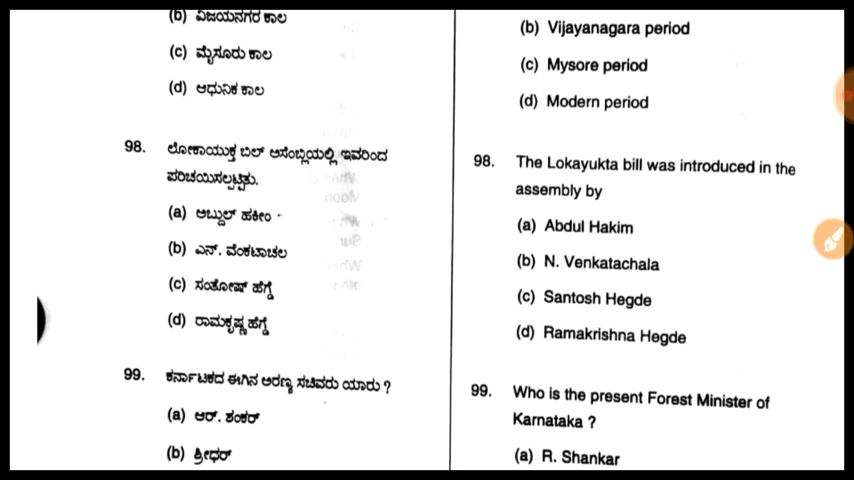 (b) ವಿಜಯನಗರ ಕಾಲ
(c) ಮೈಸೂರು ಕಾಲ
(d) ಆಧುನಿಕ ಕಾಲ
98. ಲೋಕಾಯುಕ್ತ ಬಿಲ್ ಅಸೆಂಬ್ಲಿಯಲ್ಲಿ ಇವರಿಂದ
ಪರಿಚಯಿಸಲ್ಪಟ್ಟಿತು.
(a) ಅಬ್ದುಲ್ ಹಕೀಂ
(b) ಎನ್. ವೆಂಕಟಾಚಲ
(c) ಸಂತೋಷ್ ಹೆಗ್ಡೆ
(d) ರಾಮಕೃಷ್ಣ ಹೆಗ್ಡೆ
99. ಕರ್ನಾಟಕದ ಈಗಿನ ಅರಣ್ಯ ಸಚಿವರು ಯಾರು ?
(a) ಆರ್. ಶಂಕರ್
(b) ಶ್ರೀಧರ್
(b) Vijayanagara period
(c) Mysore period
(d) Modern period
98. The Lokayukta bill was introduced in the
assembly by
(a) Abdul Hakim
(b) N. Venkatachala
(c) Santosh Hegde
(d) Ramakrishna Hegde
99. Who is the present Forest Minister of
Karnataka ?
(a) R. Shankar